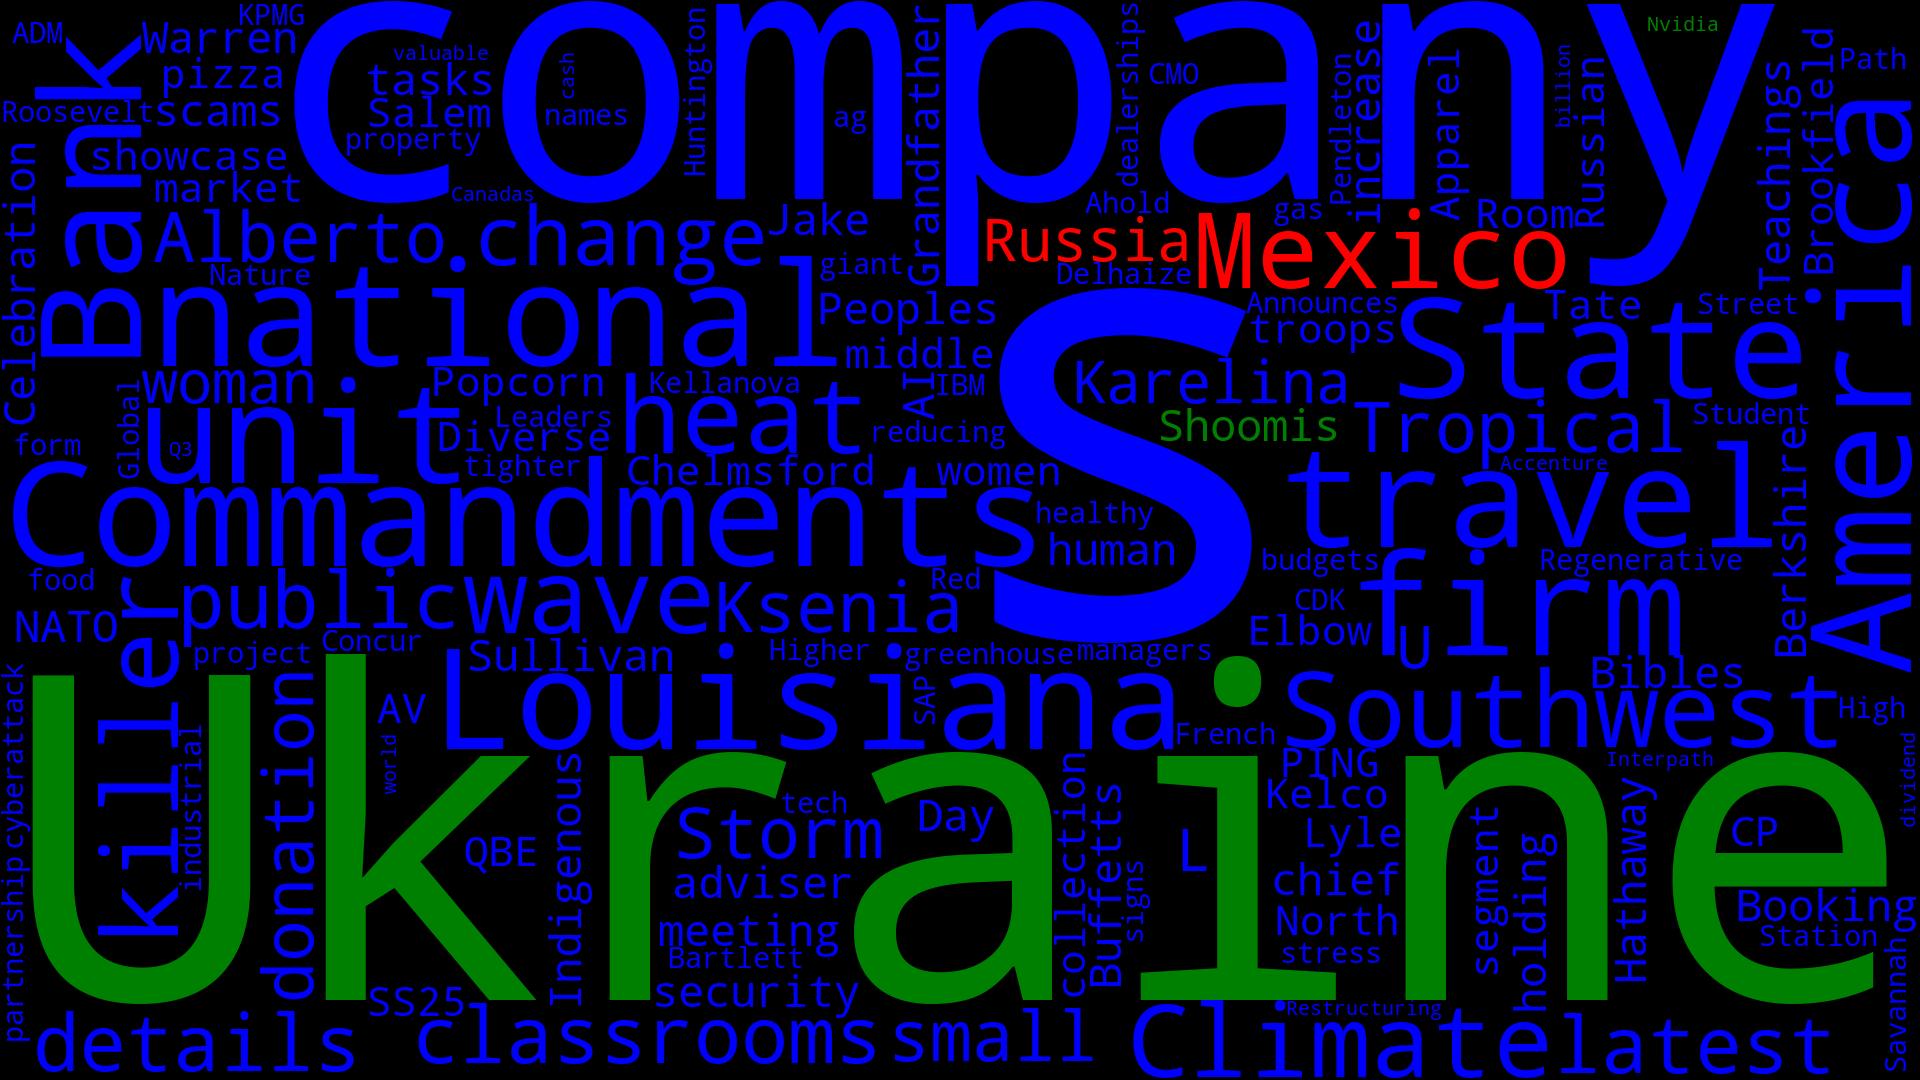 company
KPMG
ADM
Warren
pizza
Roosevelt
scams
showcase
market
valuable
tasks
cash
Salem
names
property
Canadas
Huntington
ag
Grandfather
dealerships
CMO
Pendleton
increase
Apparel
billion
Russian
Nvidia
Teachings
Brookfield
Path
Bank
Celebration
Alberto
change
Jake
Nature
giant
Ahold
gas
Room
Russia
Mexico
Delhaize
America
national
Peoples
middle
Announces
troops
State
Tate
Street
S
woman
Popcorn
Kellanova
AI
IBM
Karelina
Global
unit
Leaders
Diverse
heat
reducing
Shoomis
Tropical
Student
form
Q3
tighter
Chelmsford
women
Accenture
travel
Berkshire
Commandments
healthy
human
budgets
Regenerative
food
NATO
killer
public
wave
Ksenia
Red
CDK
Elbow
firm
U
project
Concur
Sullivan
Higher
greenhouse
managers
Bibles
cyberattack
donation
AV
Louisiana
SAP
French
Southwest
High
Ukraine
industrial
world
Indigenous
tech
PING
Interpath
dividend
Kelco
Storm
Day
collection
Buffetts
L
Lyle
segment
holding
Hathaway
CP
QBE
adviser
signs
chief
partnership
meeting
North
Booking
Bartlett
stress
Station
G
SS25
security
Restructuring
Savannah
details
classrooms
small
Climate
latest